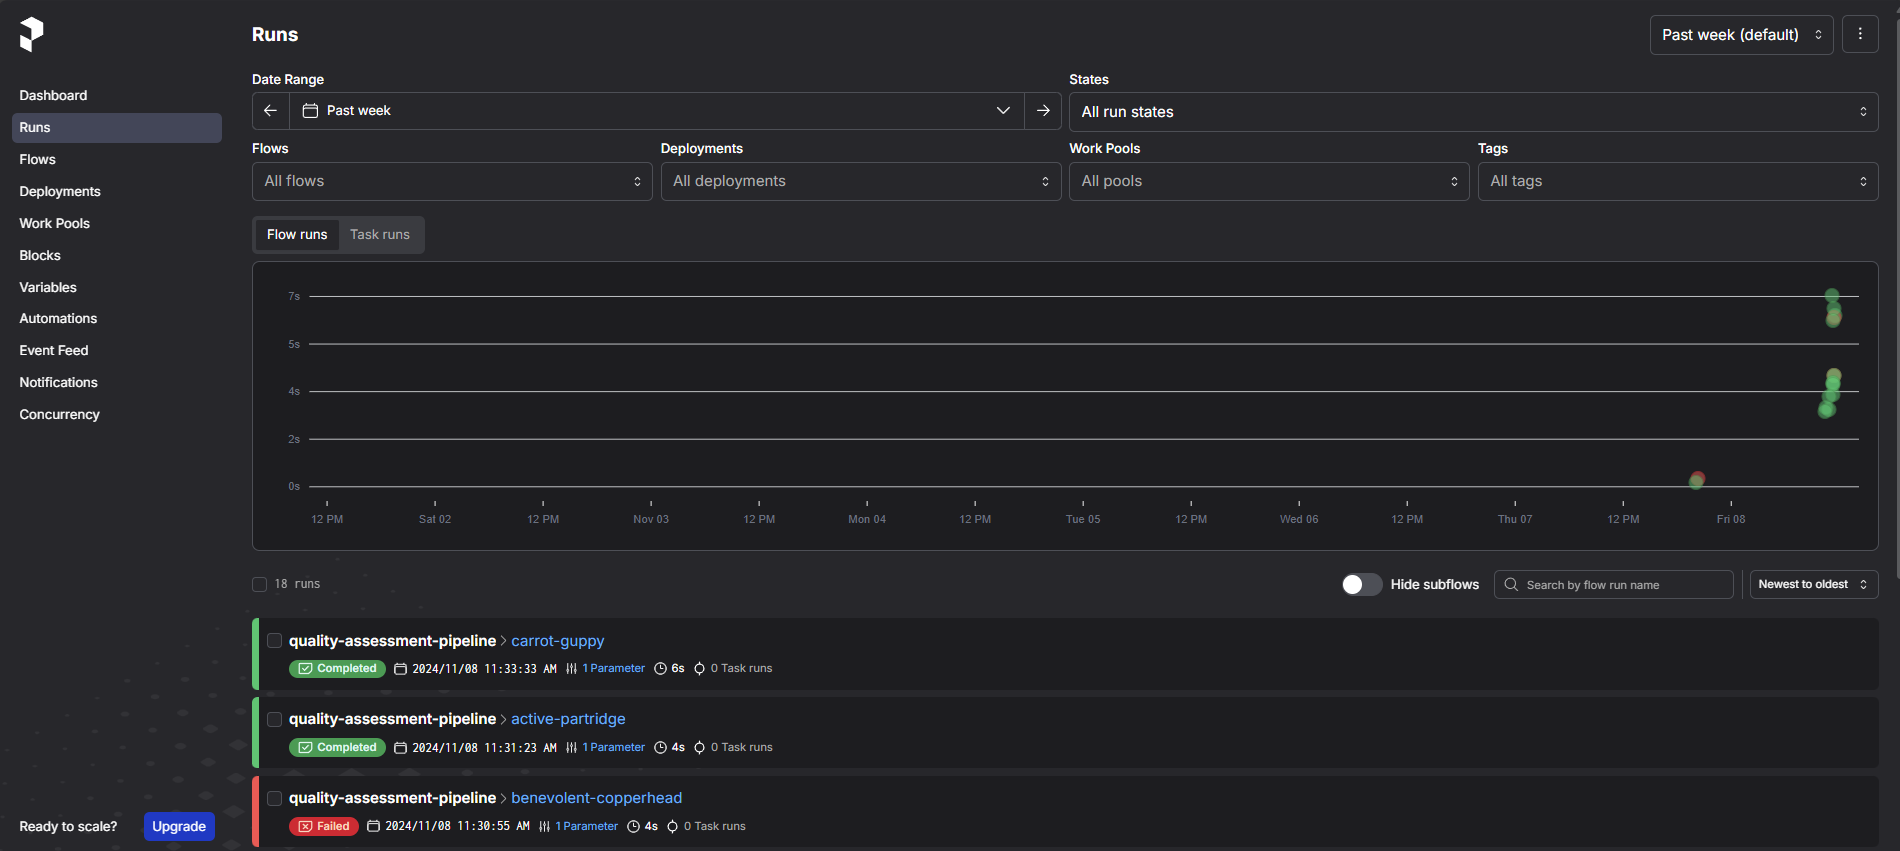 Runs
Past week (default)
Dashboard
Runs
Flows
Deployments
Work Pools
Blocks
Variables
Automations
Event Feed
Notifications
Concurrency
Ready to scale?
Upgrade
Date Range
Past week
States
All run states
Flows
All flows
Deployments
All deployments
Work Pools
All pools
Tags
All tags
Flow runs
Task runs
7s
5s
4s
2s
0s
12 PM
Sat 02
12 PM
Nov 03
12 PM
Mon 04
12 PM
Tue 05
12 PM
Wed 06
12 PM
Thu 07
12 PM
Fri 08
18 runs
Hide subflows
Search by flow run name
Newest to oldest
quality-assessment-pipeline > carrot-guppy
Completed 2024/11/08 11:33:33 AM 1 Parameter 6s 0 Task runs
quality-assessment-pipeline > active-partridge
Completed 2024/11/08 11:31:23 AM 1 Parameter 4s 0 Task runs
quality-assessment-pipeline > benevolent-copperhead
Failed 2024/11/08 11:30:55 AM 1 Parameter 4s 0 Task runs